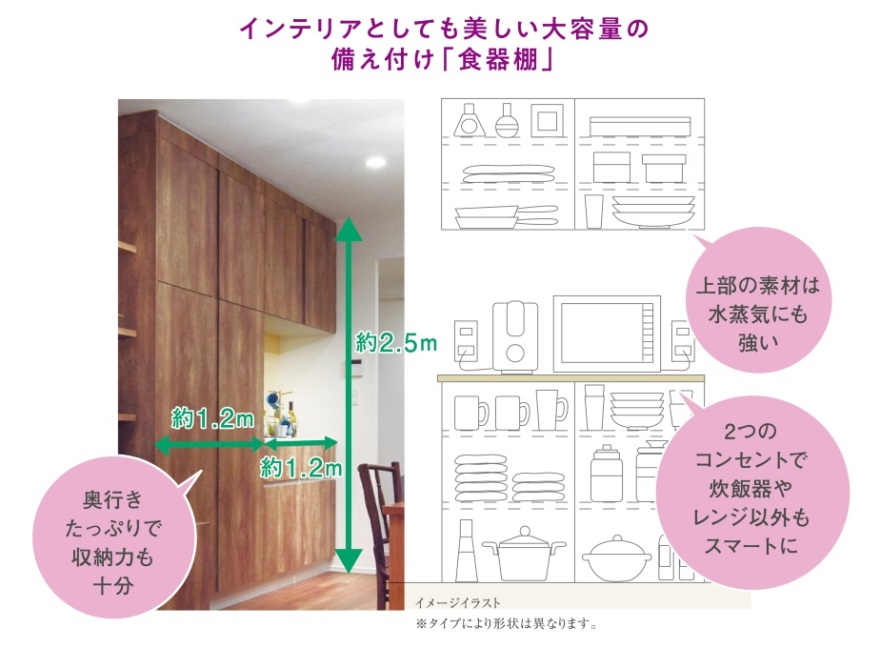 インテリアとしても美しい大容量の
備え付け「食器棚」
上部の素材は
水蒸気にも
強い
約2.5m
約1.2m
約1.2m
2つの
コンセントで
炊飯器や
レンジ以外も
スマートに
奥行き
たっぷりで
収納力も
十分
イメージイラスト
※タイプにより形状は異なります。